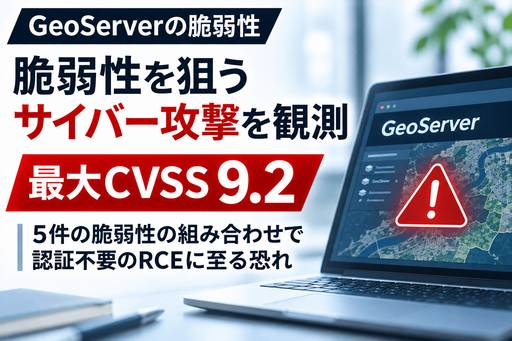 GeoServerの脆弱性
脆弱性を狙う
サイバー攻撃を観測
最大CVSS 9.2
5件の脆弱性の組み合わせで
認証不要のRCEに至る恐れ
GeoServer